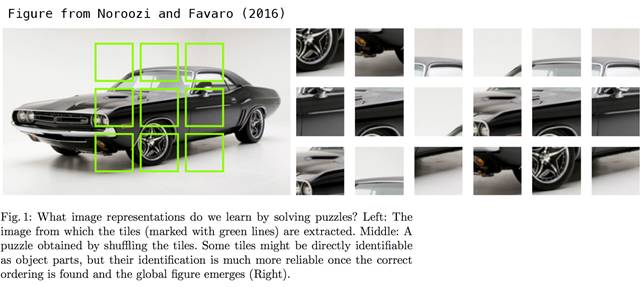 Figure from Noroozi and Favaro (2016)
Fig. 1: What image representations do we learn by solving puzzles? Left: The
image from which the tiles (marked with green lines) are extracted. Middle: A
puzzle obtained by shuffling the tiles. Some tiles might be directly identifiable
as object parts, but their identification is much more reliable once the correct
ordering is found and the global figure emerges (Right).